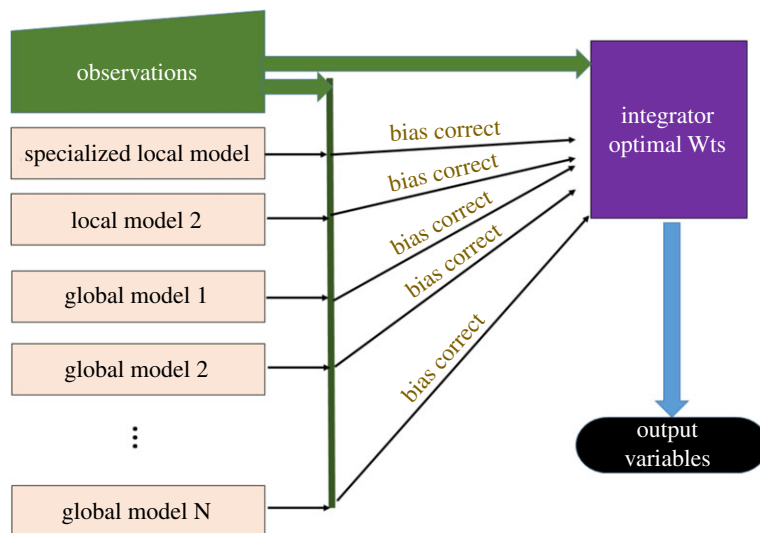 observations
specialized local model
local model 2
global model 1
global model 2
⋮
global model N
bias correct
bias correct
bias correct
bias correct
bias correct
integrator
optimal Wts
output
variables